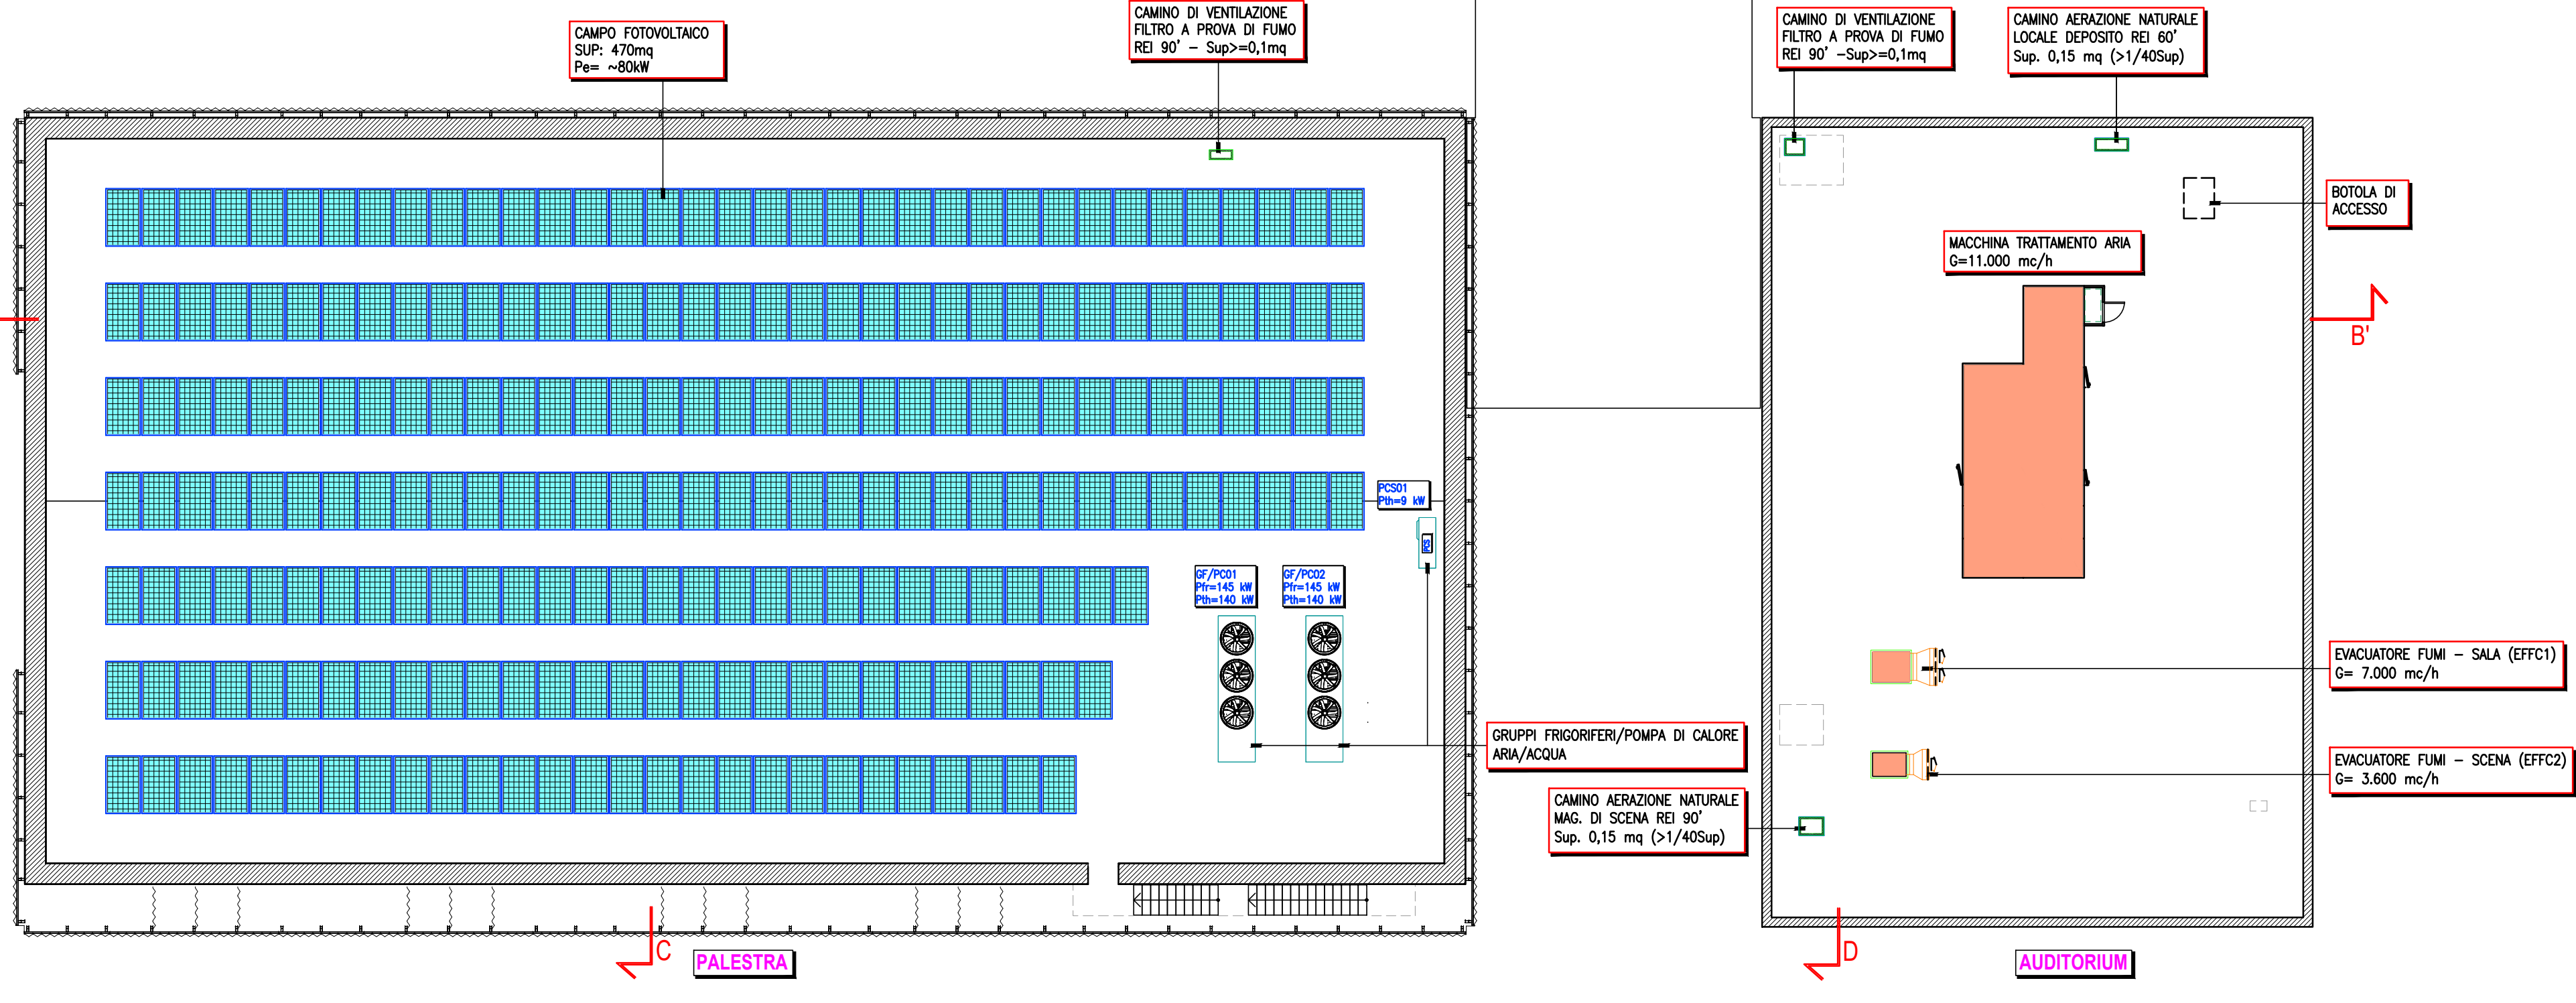 CAMPO FOTOVOLTAICO
SUP: 470mq
Pe= ~80kW
CAMINO DI VENTILAZIONE
FILTRO A PROVA DI FUMO
REI 90' – Sup>=0,1mq
CAMINO DI VENTILAZIONE
FILTRO A PROVA DI FUMO
REI 90' –Sup>=0,1mq
CAMINO AERAZIONE NATURALE
LOCALE DEPOSITO REI 60'
Sup. 0,15 mq (>1/40Sup)
BOTOLA DI
ACCESSO
MACCHINA TRATTAMENTO ARIA
G=11.000 mc/h
B'
PCS01
Pth=9 kW
PCS
GF/PC01
Pfr=145 kW
Pth=140 kW
GF/PC02
Pfr=145 kW
Pth=140 kW
GRUPPI FRIGORIFERI/POMPA DI CALORE
ARIA/ACQUA
EVACUATORE FUMI – SALA (EFFC1)
G= 7.000 mc/h
EVACUATORE FUMI – SCENA (EFFC2)
G= 3.600 mc/h
CAMINO AERAZIONE NATURALE
MAG. DI SCENA REI 90'
Sup. 0,15 mq (>1/40Sup)
C
PALESTRA
D
AUDITORIUM